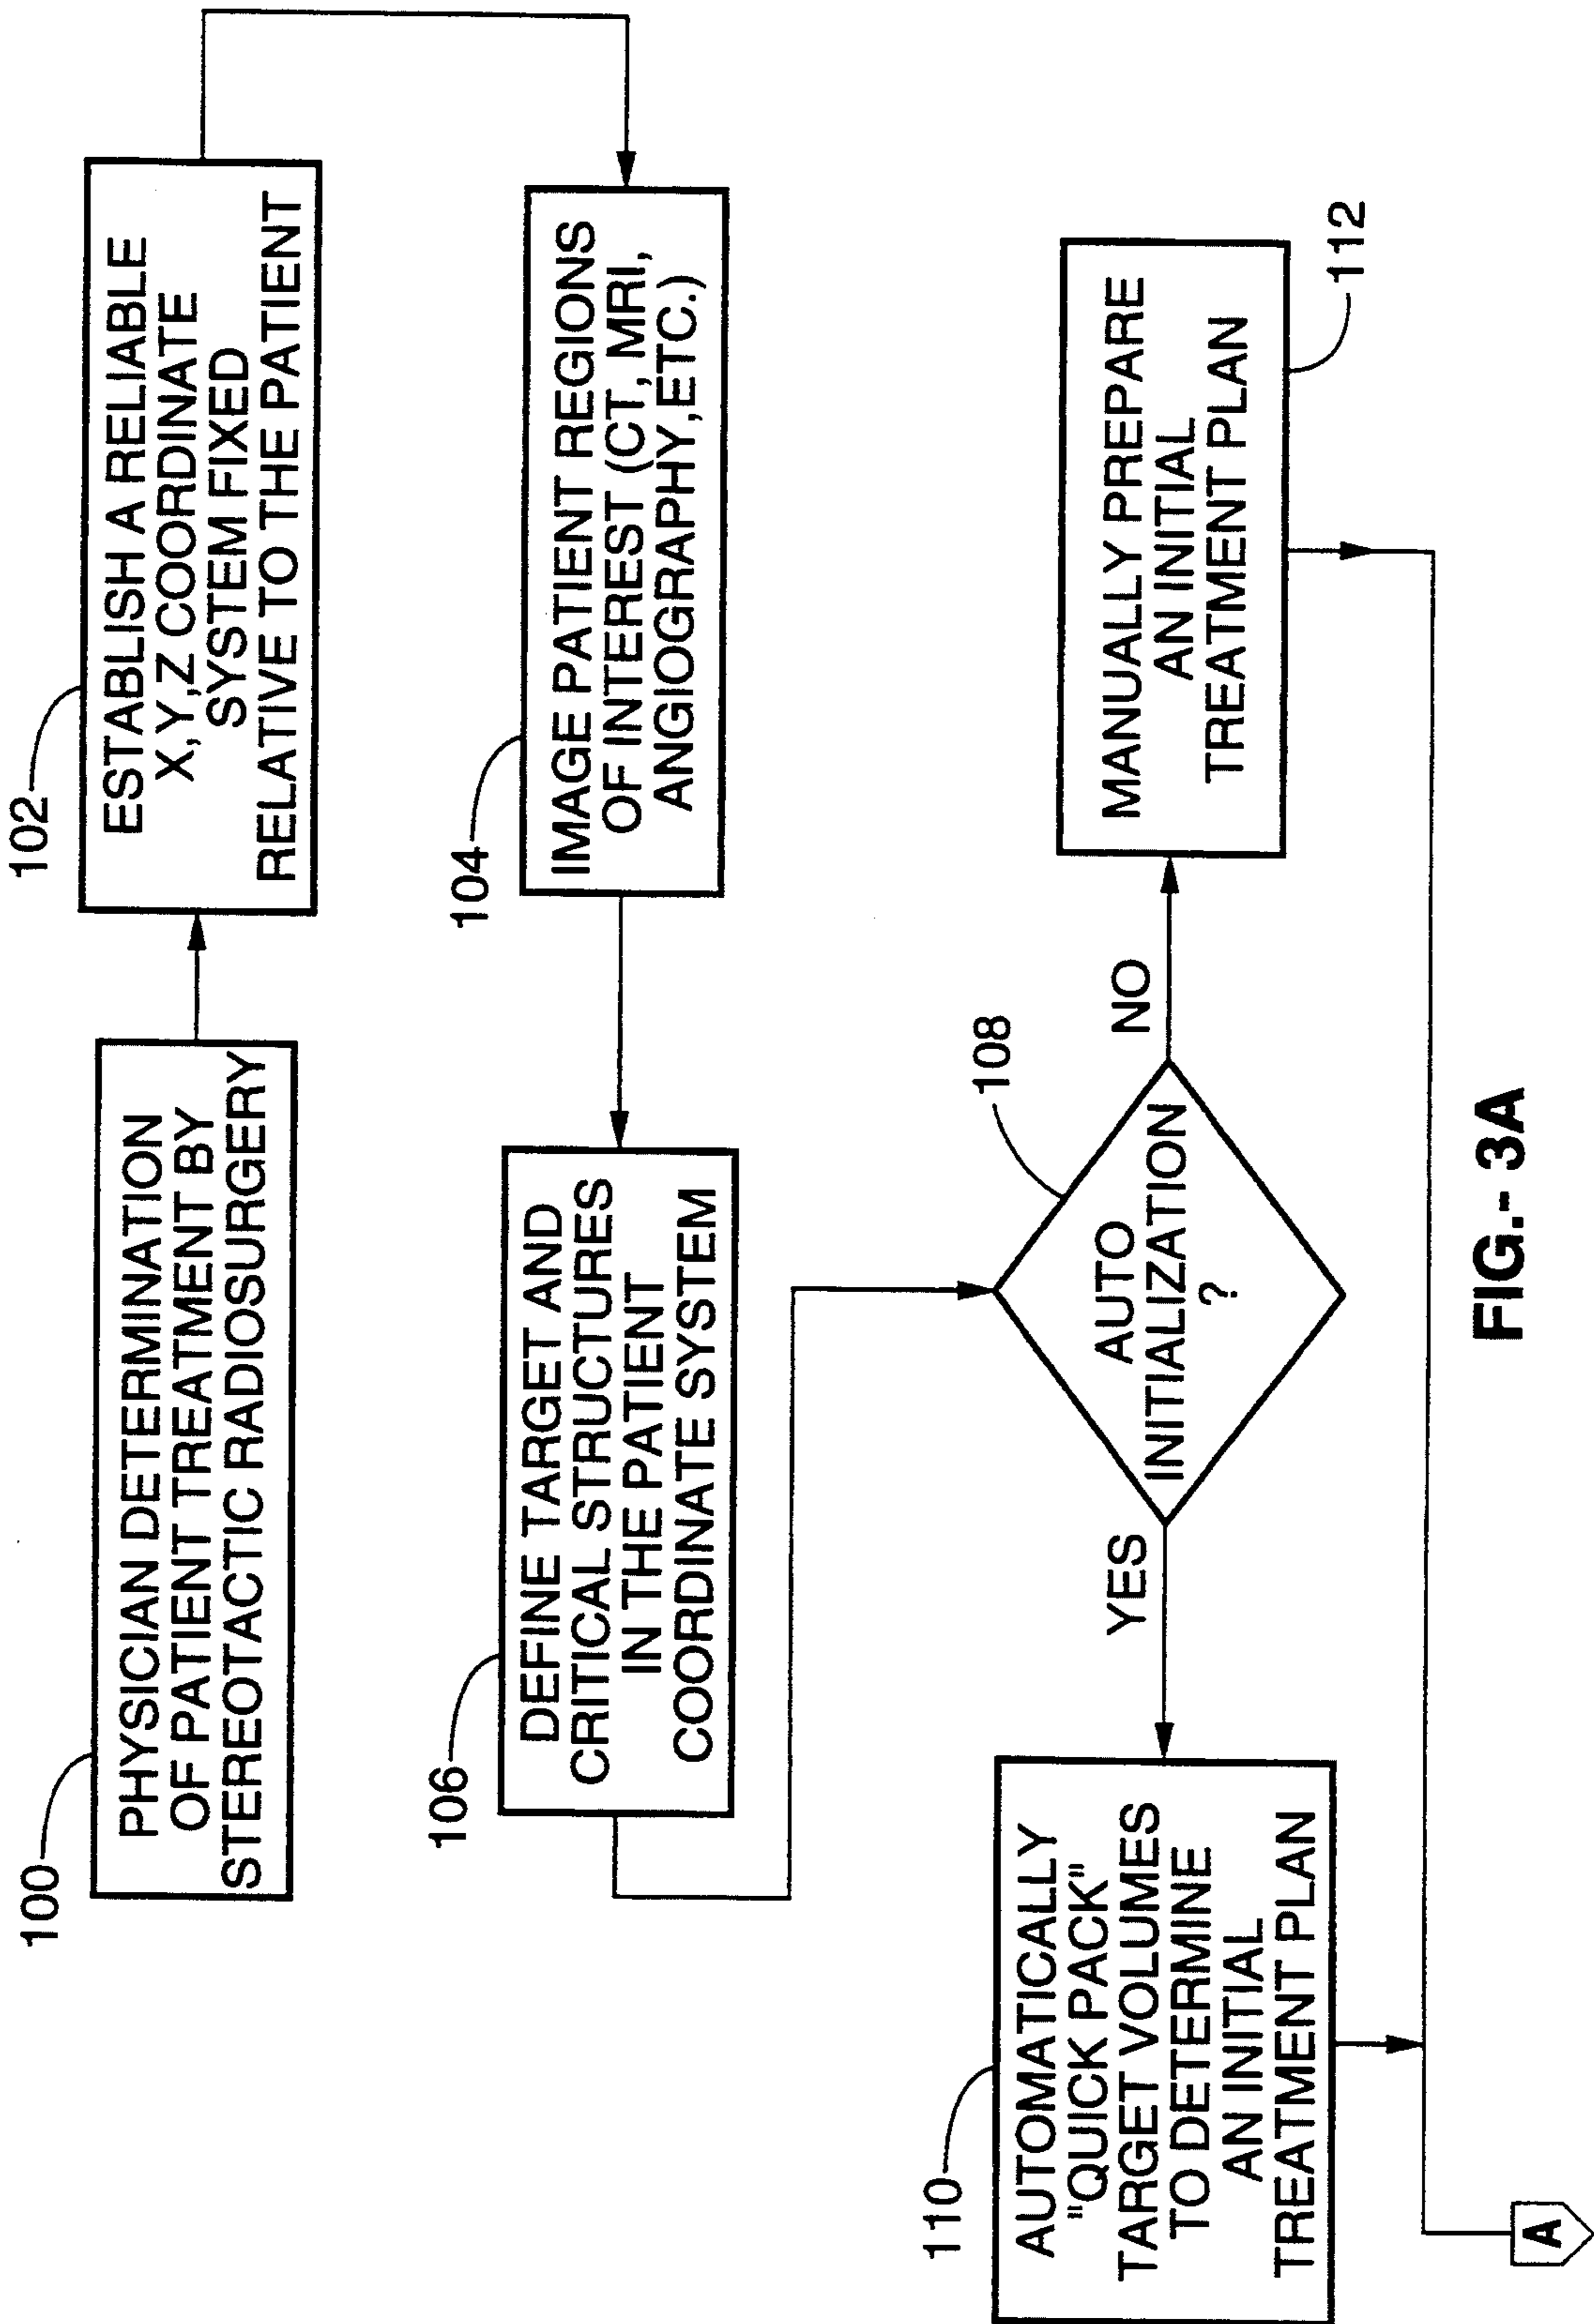 100
PHYSICIAN DETERMINATION
OF PATIENT TREATMENT BY
STEREOTACTIC RADIOSURGERY
102
ESTABLISH A RELIABLE
X,Y,Z COORDINATE
SYSTEM FIXED
RELATIVE TO THE PATIENT
104
IMAGE PATIENT REGIONS
OF INTEREST (CT, MRI,
ANGIOGRAPHY,ETC.)
106
DEFINE TARGET AND
CRITICAL STRUCTURES
IN THE PATIENT
COORDINATE SYSTEM
108
AUTO
INITIALIZATION
?
YES
NO
110
AUTOMATICALLY
"QUICK PACK"
TARGET VOLUMES
TO DETERMINE
AN INITIAL
TREATMENT PLAN
MANUALLY PREPARE
AN INITIAL
TREATMENT PLAN
112
A
FIG.- 3A